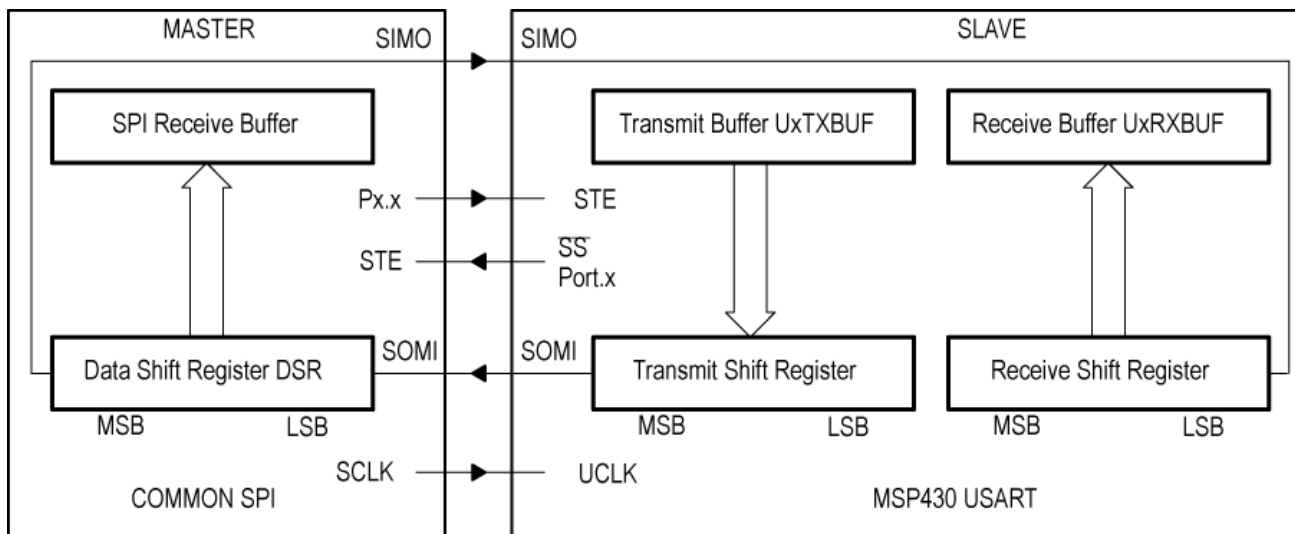 MASTER
SIMO
SIMO
SLAVE
SPI Receive Buffer
Transmit Buffer UxTXBUF
Receive Buffer UxRXBUF
Px.x
STE
STE
SS
Port.x
SOMI
SOMI
Data Shift Register DSR
Transmit Shift Register
Receive Shift Register
MSB
LSB
MSB
LSB
MSB
LSB
SCLK
UCLK
COMMON SPI
MSP430 USART